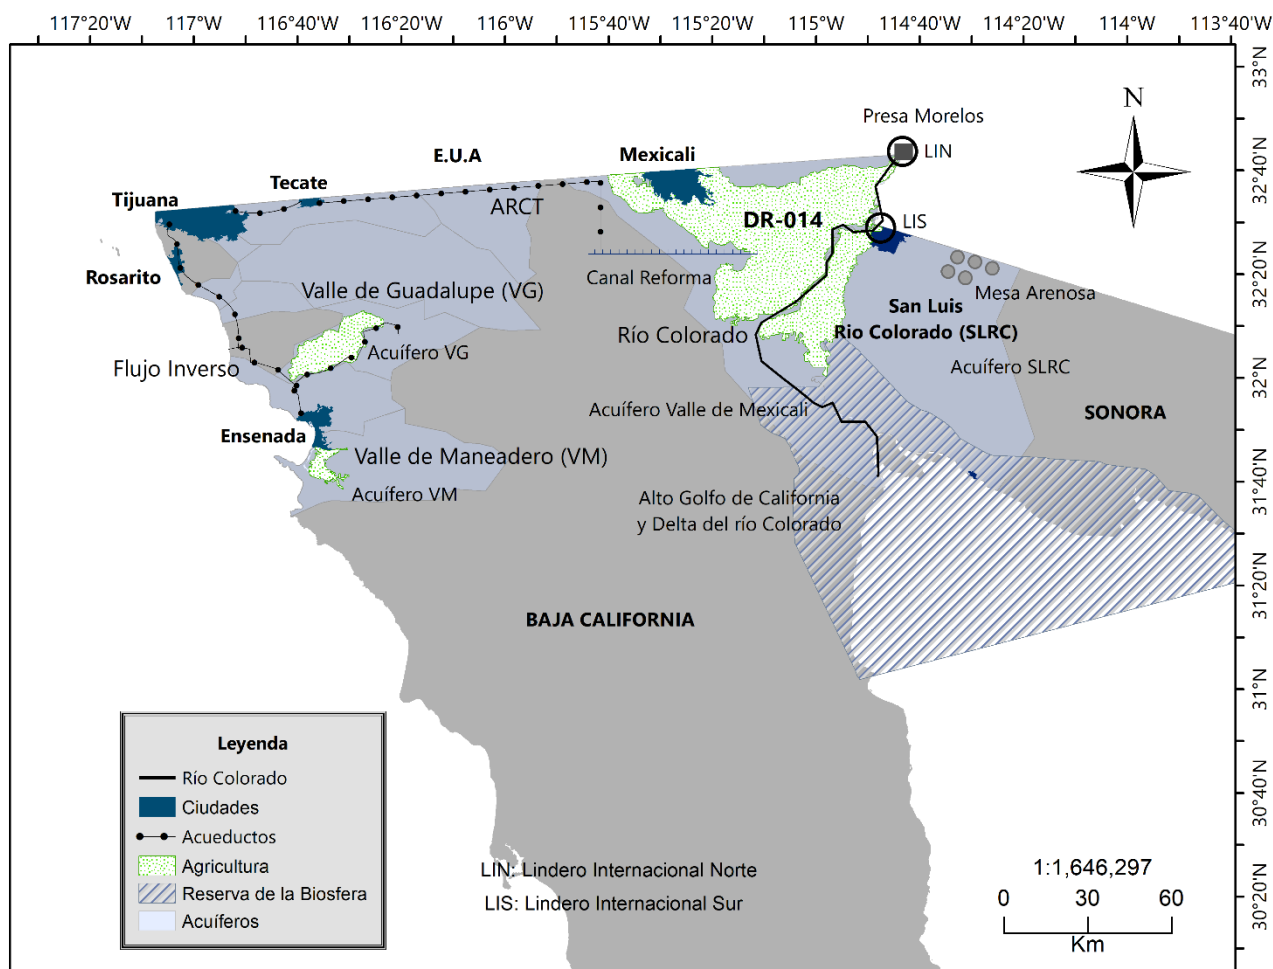 117°20'W 117°W 116°40'W 116°20'W 116°W 115°40'W 115°20'W 115°W 114°40'W 114°20'W 114°W 113°40'W
33°N
32°40'N
32°20'N
32°N
31°40'N
31°20'N
31°N
30°40'N
30°20'N
N
Presa Morelos
LIN
E.U.A
Mexicali
Tecate
Tijuana
ARCT
DR-014
LIS
Rosarito
Canal Reforma
Mesa Arenosa
Valle de Guadalupe (VG)
San Luis
Rio Colorado (SLRC)
Río Colorado
Acuífero VG
Flujo Inverso
Acuífero SLRC
Acuífero Valle de Mexicali
SONORA
Ensenada
Valle de Maneadero (VM)
Acuífero VM
Alto Golfo de California
y Delta del río Colorado
BAJA CALIFORNIA
Leyenda
Río Colorado
Ciudades
Acueductos
Agricultura
Reserva de la Biosfera
Acuíferos
LIN: Lindero Internacional Norte
LIS: Lindero Internacional Sur
1:1,646,297
0 30 60
Km